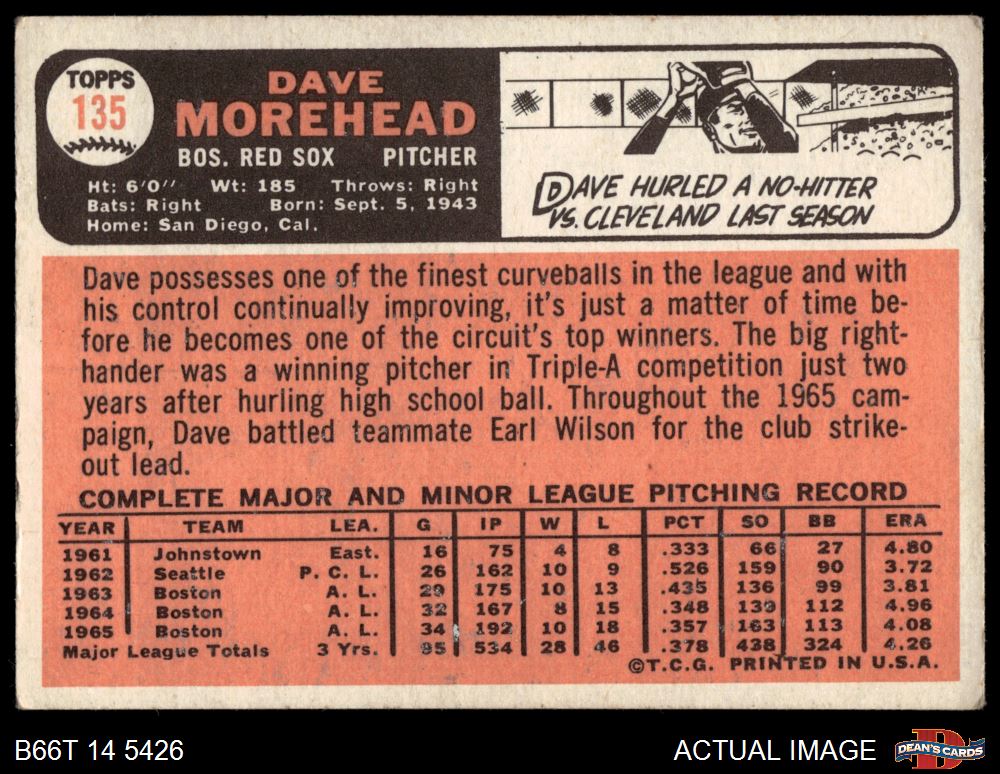 TOPPS
135
DAVE
MOREHEAD
BOS. RED SOX PITCHER
Ht: 6'0" Wt: 185 Throws: Right
Bats: Right Born: Sept. 5, 1943
Home: San Diego, Cal.
DAVE HURLED A NO-HITTER
VS. CLEVELAND LAST SEASON
Dave possesses one of the finest curveballs in the league and with
his control continually improving, it's just a matter of time be-
fore he becomes one of the circuit's top winners. The big right-
hander was a winning pitcher in Triple-A competition just two
years after hurling high school ball. Throughout the 1965 cam-
paign, Dave battled teammate Earl Wilson for the club strike-
out lead.
COMPLETE MAJOR AND MINOR LEAGUE PITCHING RECORD
YEAR TEAM LEA. G IP W L PCT SO BB ERA
1961 Johnstown East. 16 75 4 8 .333 66 27 4.80
1962 Seattle P. C. L. 26 162 10 9 .526 159 90 3.72
1963 Boston A. L. 29 175 10 13 .435 136 99 3.81
1964 Boston A. L. 32 167 8 15 .348 139 112 4.96
1965 Boston A. L. 34 192 10 18 .357 163 113 4.08
Major League Totals 3 Yrs. 95 534 28 46 .378 438 324 4.26
©T.C.G. PRINTED IN U.S.A.
B66T 14 5426
ACTUAL IMAGE
D
DEAN'S CARDS